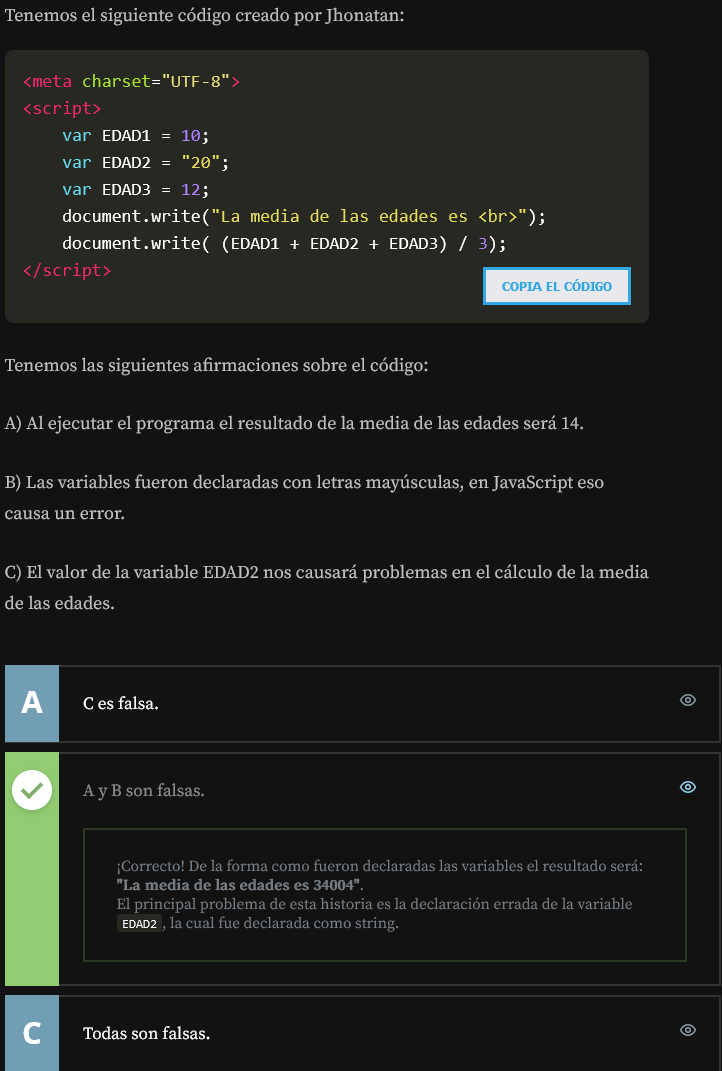 Tenemos el siguiente código creado por Jhonatan:
<meta charset="UTF-8">
<script>
    var EDAD1 = 10;
    var EDAD2 = "20";
    var EDAD3 = 12;
    document.write("La media de las edades es <br>");
    document.write( (EDAD1 + EDAD2 + EDAD3) / 3);
</script>
COPIA EL CÓDIGO
Tenemos las siguientes afirmaciones sobre el código:
A) Al ejecutar el programa el resultado de la media de las edades será 14.
B) Las variables fueron declaradas con letras mayúsculas, en JavaScript eso
causa un error.
C) El valor de la variable EDAD2 nos causará problemas en el cálculo de la media
de las edades.
A
C es falsa.
A y B son falsas.
¡Correcto! De la forma como fueron declaradas las variables el resultado será:
"La media de las edades es 34004".
El principal problema de esta historia es la declaración errada de la variable
EDAD2, la cual fue declarada como string.
C
Todas son falsas.